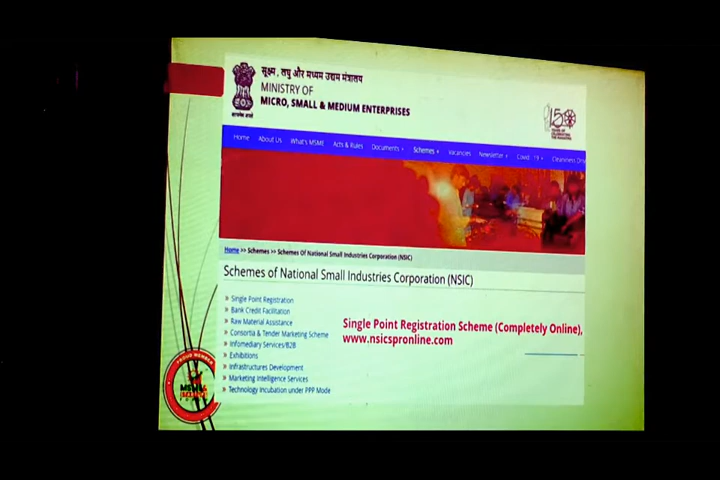 सूक्ष्म, लघु और मध्यम उद्यम मंत्रालय
MINISTRY OF
MICRO, SMALL & MEDIUM ENTERPRISES
150
Home About Us What's MSME Acts & Rules Documents Schemes Vacancies Newsletter Covid - 19 Cleanliness
Home >> Schemes >> Schemes Of National Small Industries Corporation (NSIC)
Schemes of National Small Industries Corporation (NSIC)
» Single Point Registration
» Bank Credit Facilitation
» Raw Material Assistance
» Consortia & Tender Marketing Scheme
» Infomediary Services/B2B
» Exhibitions
» Infrastructures Development
» Marketing Intelligence Services
» Technology Incubation under PPP Mode
Single Point Registration Scheme (Completely Online),
www.nsicspronline.com
PROUD MEMBER
MSME